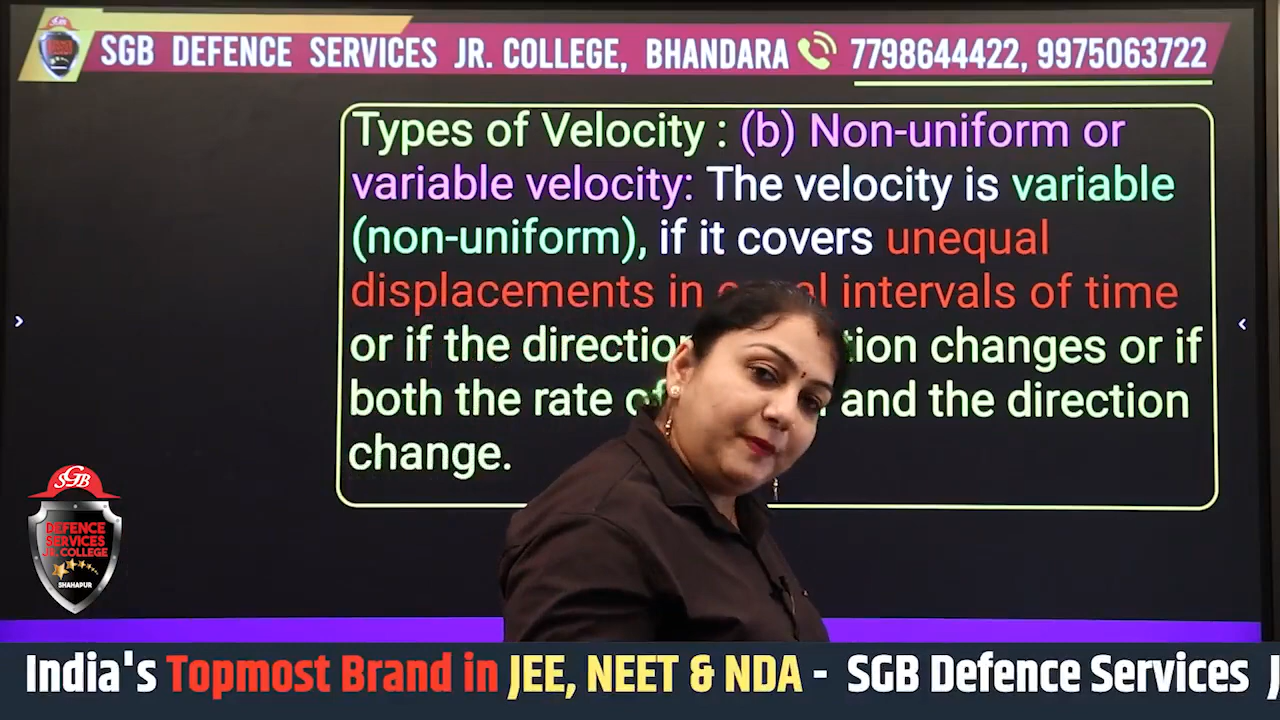 SGB DEFENCE SERVICES JR. COLLEGE, BHANDARA 7798644422, 9975063722
Types of Velocity : (b) Non-uniform or
variable velocity: The velocity is variable
(non-uniform), if it covers unequal
displacements in intervals of time
or if the direction changes or if
both the rate and the direction
change.
SGB
DEFENCE
SERVICES
JR. COLLEGE
SHAHAPUR
India's Topmost Brand in JEE, NEET & NDA - SGB Defence Services J